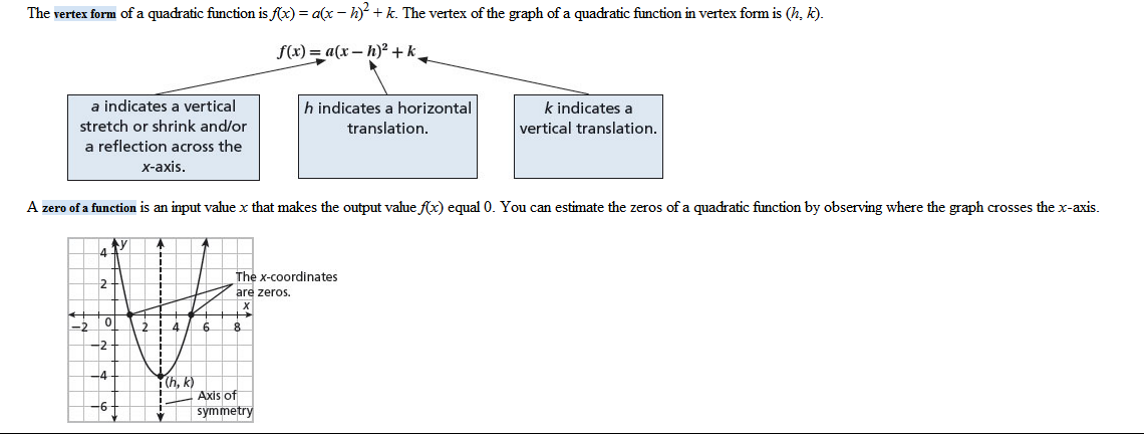 The vertex form of a quadratic function is f(x) = a(x – h)² + k. The vertex of the graph of a quadratic function in vertex form is (h, k).
f(x) = a(x – h)² + k
a indicates a vertical
stretch or shrink and/or
a reflection across the
x-axis.
h indicates a horizontal
translation.
k indicates a
vertical translation.
A zero of a function is an input value x that makes the output value f(x) equal 0. You can estimate the zeros of a quadratic function by observing where the graph crosses the x-axis.
y
4
2
The x-coordinates
are zeros.
x
–2 0 2 4 6 8
–2
–4
(h, k)
Axis of
–6
symmetry